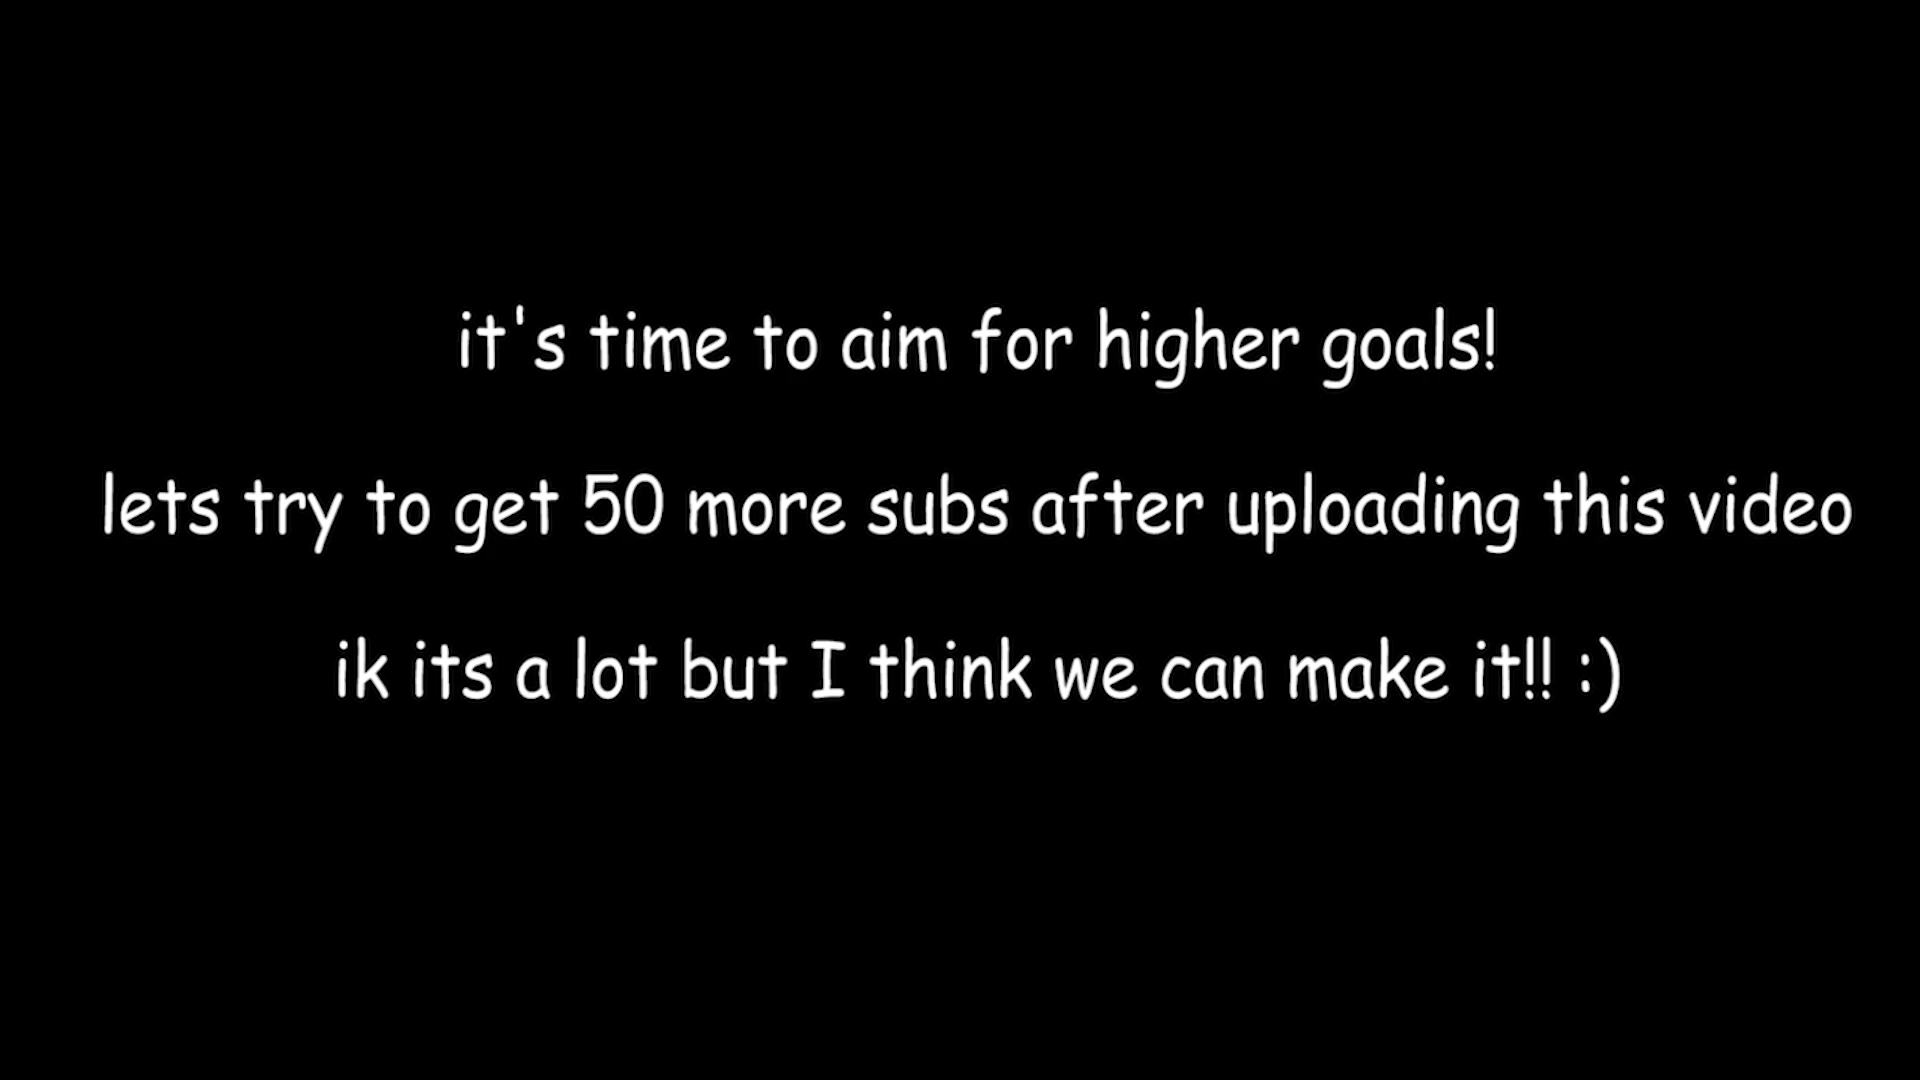 it's time to aim for higher goals!
lets try to get 50 more subs after uploading this video
ik its a lot but I think we can make it!! :)